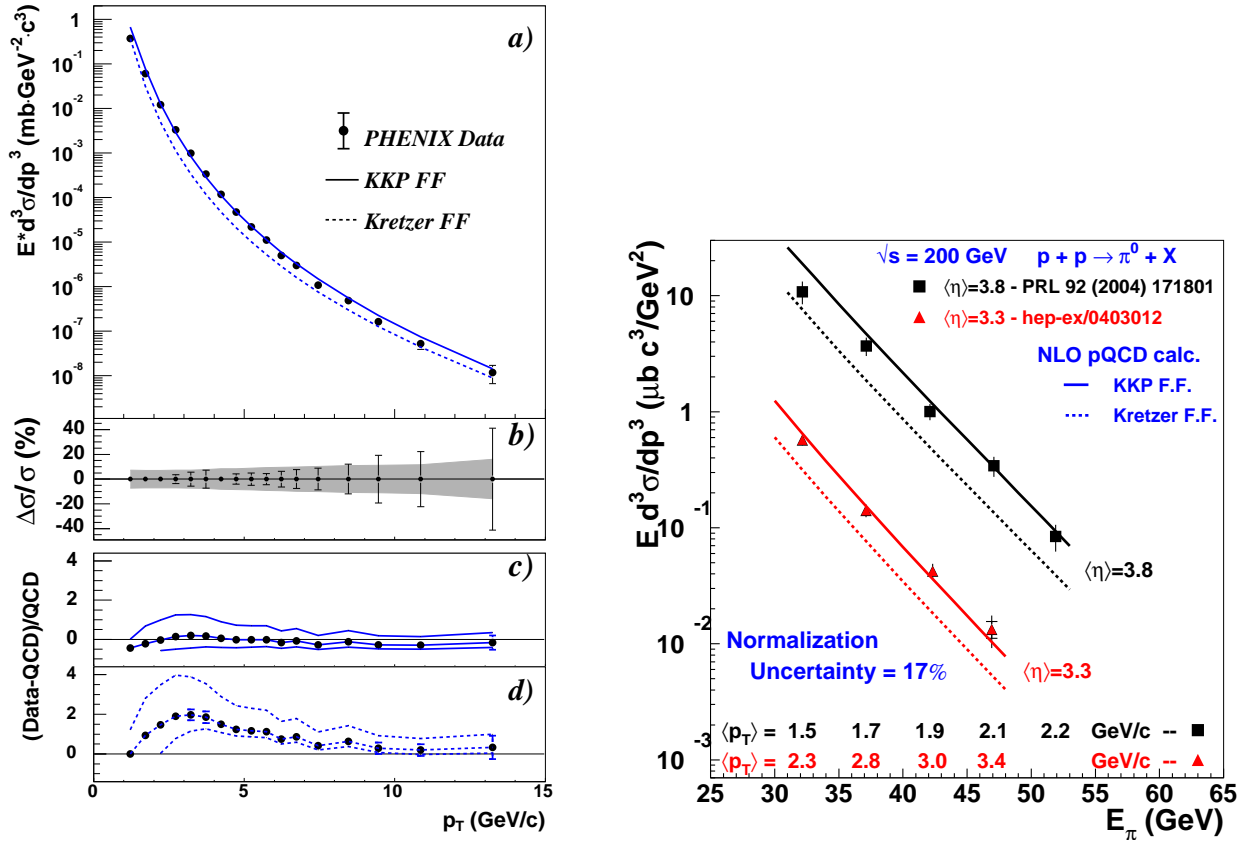 a)
E*d³σ/dp³ (mb·GeV⁻²·c³)
1
10⁻¹
10⁻²
10⁻³
10⁻⁴
10⁻⁵
10⁻⁶
10⁻⁷
10⁻⁸
PHENIX Data
KKP FF
Kretzer FF
b)
Δσ/σ (%)
40
20
0
-20
-40
c)
(Data-QCD)/QCD
4
2
0
d)
4
2
0
0 5 10 15
p_T (GeV/c)
E d³σ/dp³ (μb c³/GeV²)
10
1
10⁻¹
10⁻²
10⁻³
√s = 200 GeV p + p → π⁰ + X
⟨η⟩=3.8 - PRL 92 (2004) 171801
⟨η⟩=3.3 - hep-ex/0403012
NLO pQCD calc.
KKP F.F.
Kretzer F.F.
⟨η⟩=3.8
Normalization
Uncertainty = 17%
⟨η⟩=3.3
⟨p_T⟩ = 1.5 1.7 1.9 2.1 2.2 GeV/c --
⟨p_T⟩ = 2.3 2.8 3.0 3.4 GeV/c --
25 30 35 40 45 50 55 60 65
E_π (GeV)